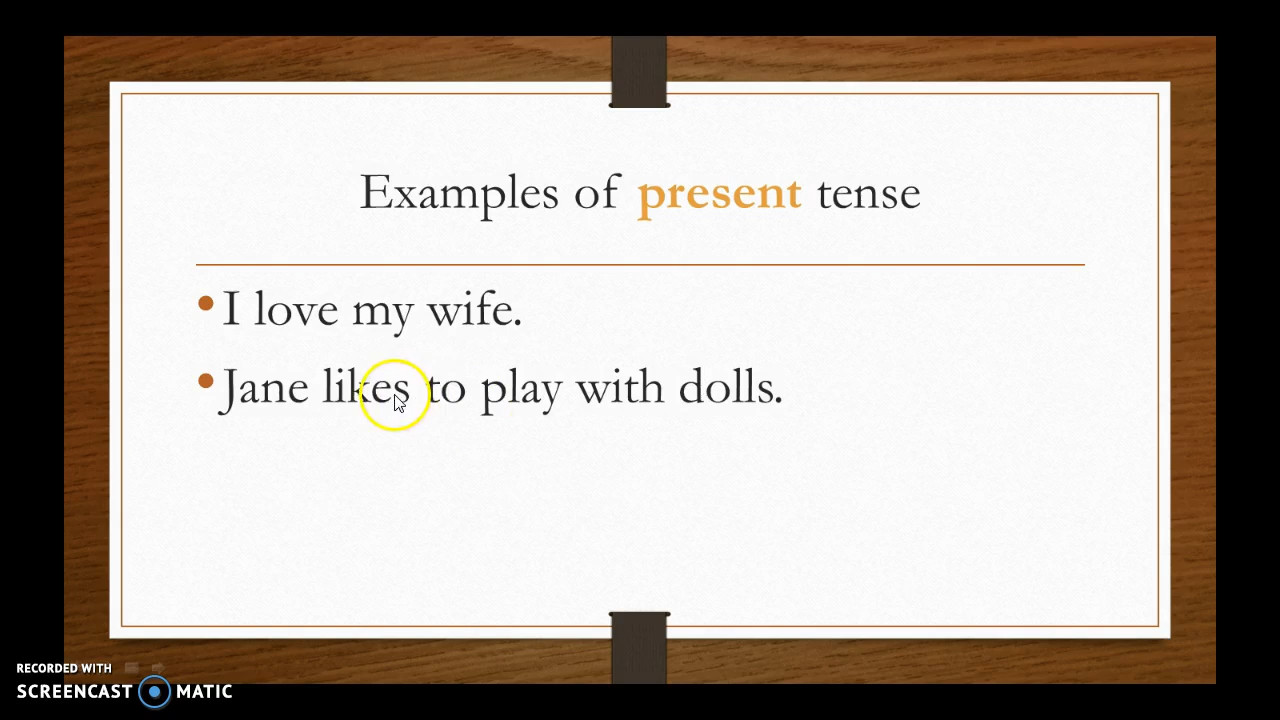 Examples of present tense
I love my wife.
Jane likes to play with dolls.
RECORDED WITH
SCREENCAST MATIC